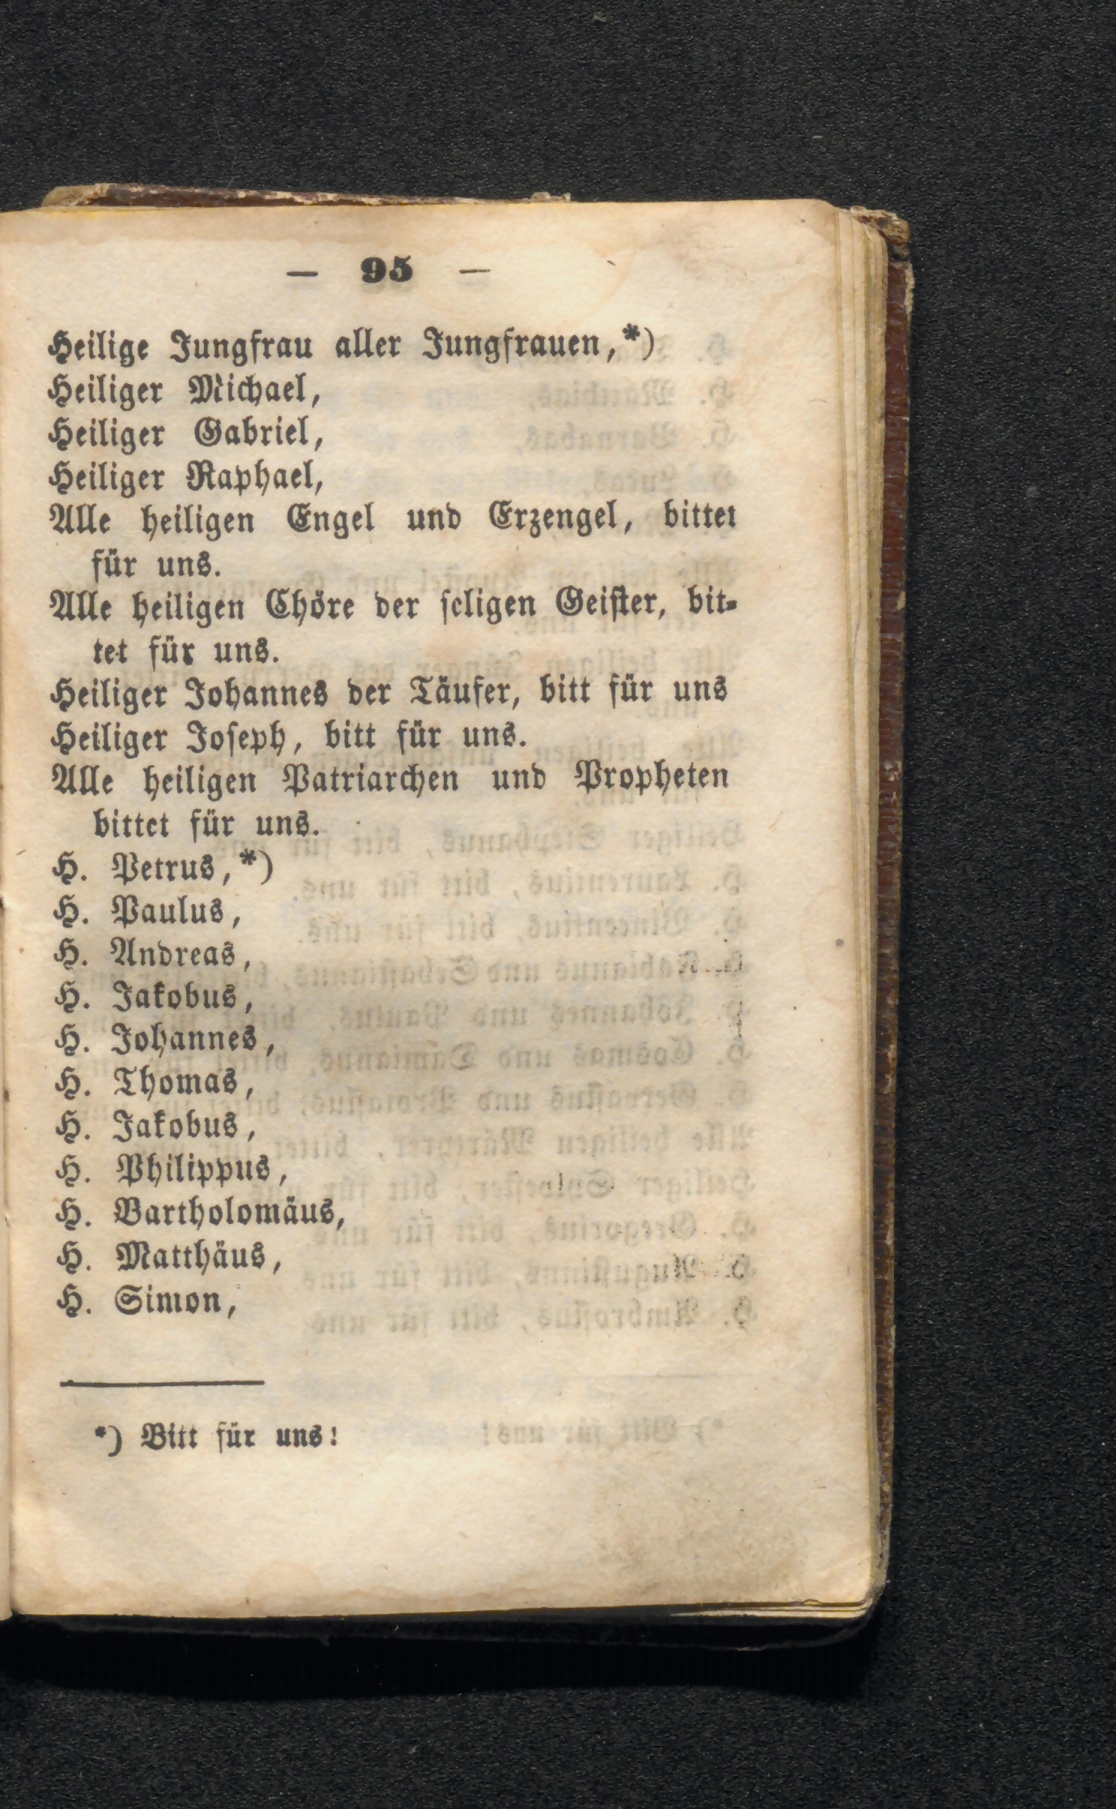 — 95 —
Heilige Jungfrau aller Jungfrauen,*)
Heiliger Michael,
Heiliger Gabriel,
Heiliger Raphael,
Alle heiligen Engel und Erzengel, bittet
für uns.
Alle heiligen Chöre der seligen Geister, bit-
tet für uns.
Heiliger Johannes der Täufer, bitt für uns
Heiliger Joseph, bitt für uns.
Alle heiligen Patriarchen und Propheten
bittet für uns.
H. Petrus,*)
H. Paulus,
H. Andreas,
H. Jakobus,
H. Johannes,
H. Thomas,
H. Jakobus,
H. Philippus,
H. Bartholomäus,
H. Matthäus,
H. Simon,
*) Bitt für uns!